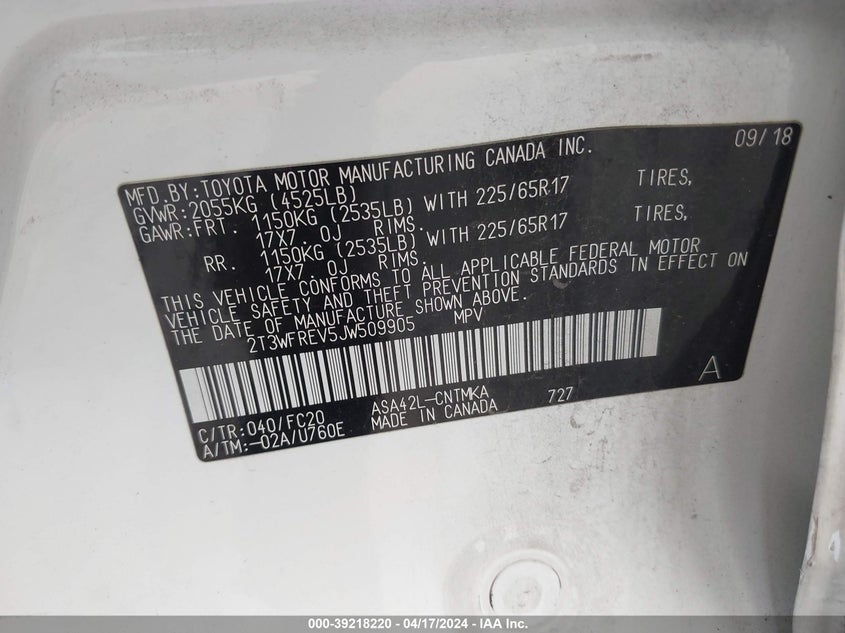 09/18
MFD.BY:TOYOTA MOTOR MANUFACTURING CANADA INC.
GVWR:2055KG (4525LB)
GAWR:FRT. 1150KG (2535LB) WITH 225/65R17 TIRES,
17X7.0J RIMS.
RR. 1150KG (2535LB) WITH 225/65R17 TIRES,
17X7.0J RIMS.
THIS VEHICLE CONFORMS TO ALL APPLICABLE FEDERAL MOTOR
VEHICLE SAFETY AND THEFT PREVENTION STANDARDS IN EFFECT ON
THE DATE OF MANUFACTURE SHOWN ABOVE.
2T3WFREV5JW509905 MPV
A
C/TR:040/FC20 ASA42L-CNTMKA 727
A/TM:-02A/U760E MADE IN CANADA
000-39218220 - 04/17/2024 - IAA Inc.